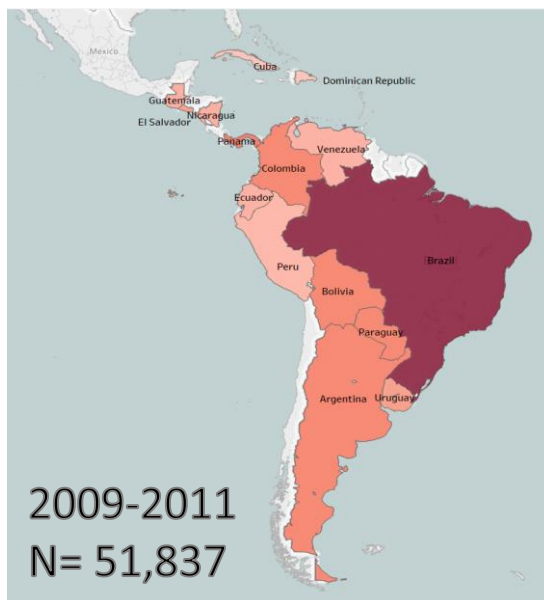 Mexico
Cuba
Dominican Republic
Guatemala
Nicaragua
El Salvador
Panama
Venezuela
Colombia
Ecuador
Brazil
Peru
Bolivia
Paraguay
Argentina
Uruguay
2009-2011
N= 51,837